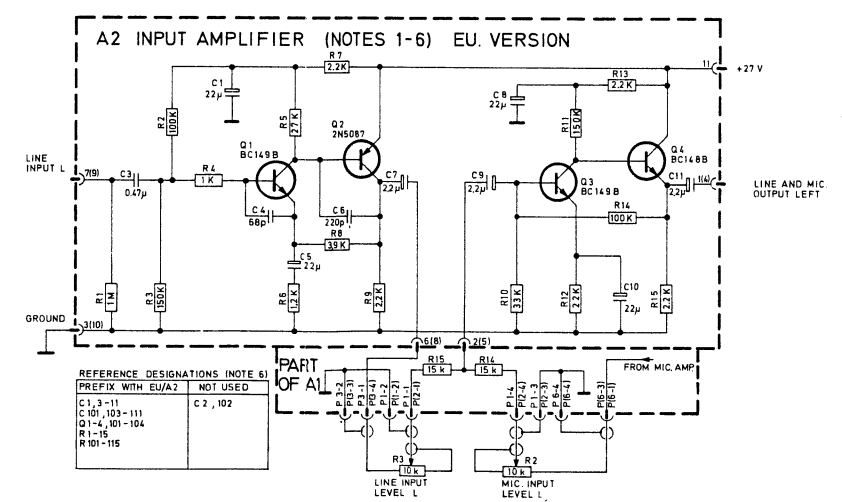 A2 INPUT AMPLIFIER (NOTES 1-6) EU. VERSION
R7
2.2K
11
+27 V
C1
22µ
R2
100K
R5
27K
Q2
2N5087
C8
22µ
R13
2.2K
R11
150K
Q1
BC149B
Q4
BC148B
LINE
INPUT L
7(9)
C3
0.47µ
R4
1K
C7
2,2µ
C9
2,2µ
Q3
BC149B
C11
2,2µ
1(4)
LINE AND MIC.
OUTPUT LEFT
C4
68p
C6
220p
R8
3,9K
R14
100K
C5
22µ
R1
1M
R3
150K
R6
1,2K
R9
2,2K
R10
33K
R12
2.2K
C10
22µ
R15
2.2K
GROUND
3(10)
6(8)
2(5)
REFERENCE DESIGNATIONS (NOTE 6)
PREFIX WITH EU/A2
NOT USED
C1,3-11
C101,103-111
Q1-4,101-104
R1-15
R101-115
C2,102
PART
OF A1
R15
15k
R14
15k
FROM MIC. AMP.
P3-2
P(3-3)
P3-1
P(3-4)
P1-2
P(1-2)
P1-1
P(2-1)
P1-4
P(2-4)
P1-3
P(2-3)
P6-4
P(6-4)
P(6-3)
P(6-1)
R3
10k
LINE INPUT
LEVEL L
R2
10k
MIC. INPUT
LEVEL L